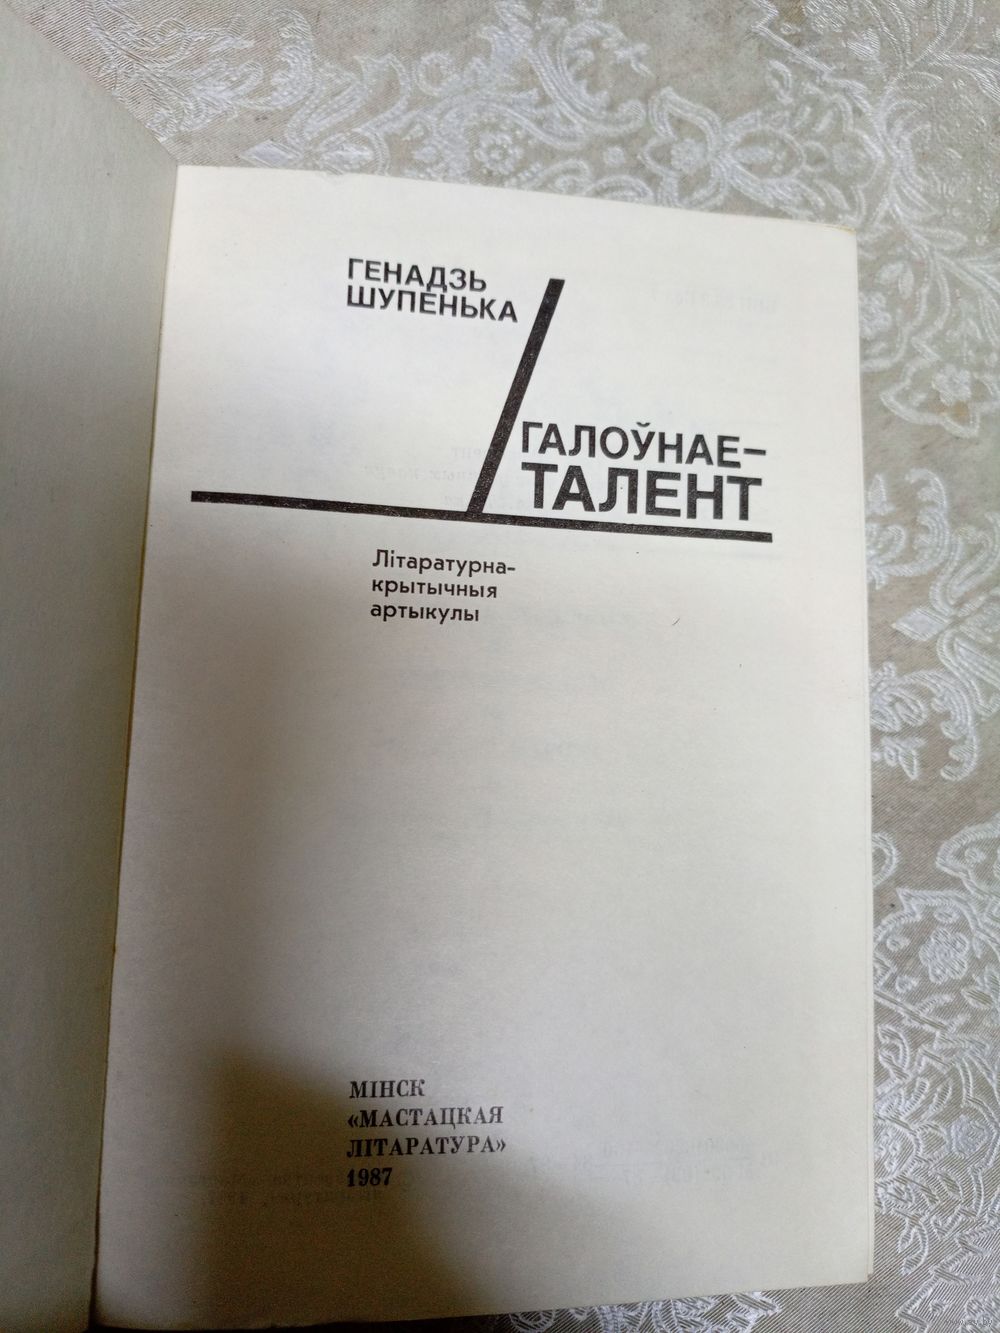 ГЕНАДЗЬ
ШУПЕНЬКА
ГАЛОЎНАЕ–
ТАЛЕНТ
Літаратурна-
крытычныя
артыкулы
МІНСК
«МАСТАЦКАЯ
ЛІТАРАТУРА»
1987